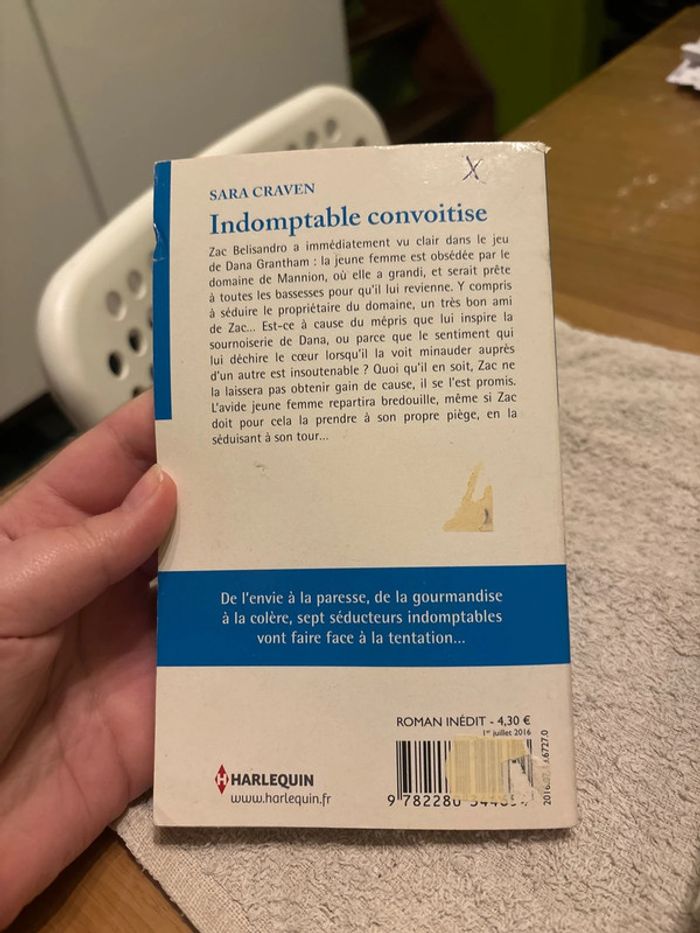 X
SARA CRAVEN
Indomptable convoitise
Zac Belisandro a immédiatement vu clair dans le jeu
de Dana Grantham : la jeune femme est obsédée par le
domaine de Mannion, où elle a grandi, et serait prête
à toutes les bassesses pour qu'il lui revienne. Y compris
à séduire le propriétaire du domaine, un très bon ami
de Zac... Est-ce à cause du mépris que lui inspire la
sournoiserie de Dana, ou parce que le sentiment qui
lui déchire le cœur lorsqu'il la voit minauder auprès
d'un autre est insoutenable ? Quoi qu'il en soit, Zac ne
la laissera pas obtenir gain de cause, il se l'est promis.
L'avide jeune femme repartira bredouille, même si Zac
doit pour cela la prendre à son propre piège, en la
séduisant à son tour...
De l'envie à la paresse, de la gourmandise
à la colère, sept séducteurs indomptables
vont faire face à la tentation...
ROMAN INÉDIT - 4,30 €
1er juillet 2016
H HARLEQUIN
www.harlequin.fr